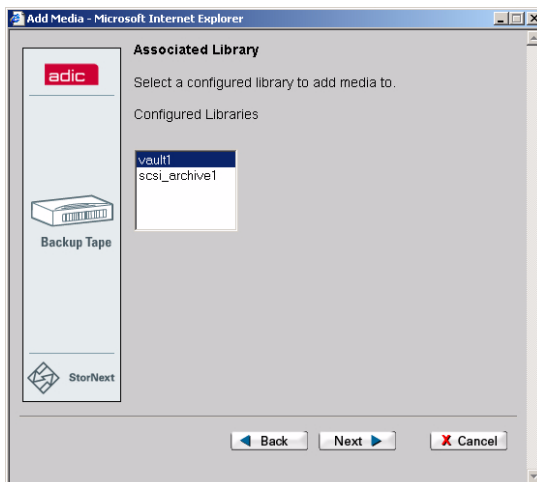 Add Media - Microsoft Internet Explorer
adic
Backup Tape
StorNext
Associated Library
Select a configured library to add media to.
Configured Libraries
vault1
scsi_archive1
Back
Next
X Cancel